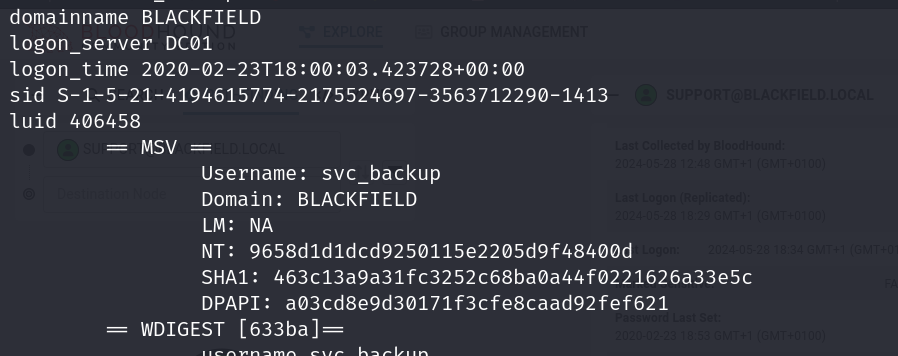 domainname BLACKFIELD
logon_server DC01
logon_time 2020-02-23T18:00:03.423728+00:00
sid S-1-5-21-4194615774-2175524697-3563712290-1413
luid 406458
== MSV ==
Username: svc_backup
Domain: BLACKFIELD
LM: NA
NT: 9658d1d1dcd9250115e2205d9f48400d
SHA1: 463c13a9a31fc3252c68ba0a44f0221626a33e5c
DPAPI: a03cd8e9d30171f3cfe8caad92fef621
== WDIGEST [633ba]==
username svc_backup
EXPLORE
GROUP MANAGEMENT
SUPPORT@BLACKFIELD.LOCAL
Destination Node
Last Collected by BloodHound:
2024-05-28 12:48 GMT+1 (GMT+0100)
Last Logon (Replicated):
2024-05-28 18:29 GMT+1 (GMT+0100)
Logon: 2024-05-28 18:34 GMT+1 (GMT+0
Password Last Set:
2020-02-23 18:53 GMT+1 (GMT+0100)